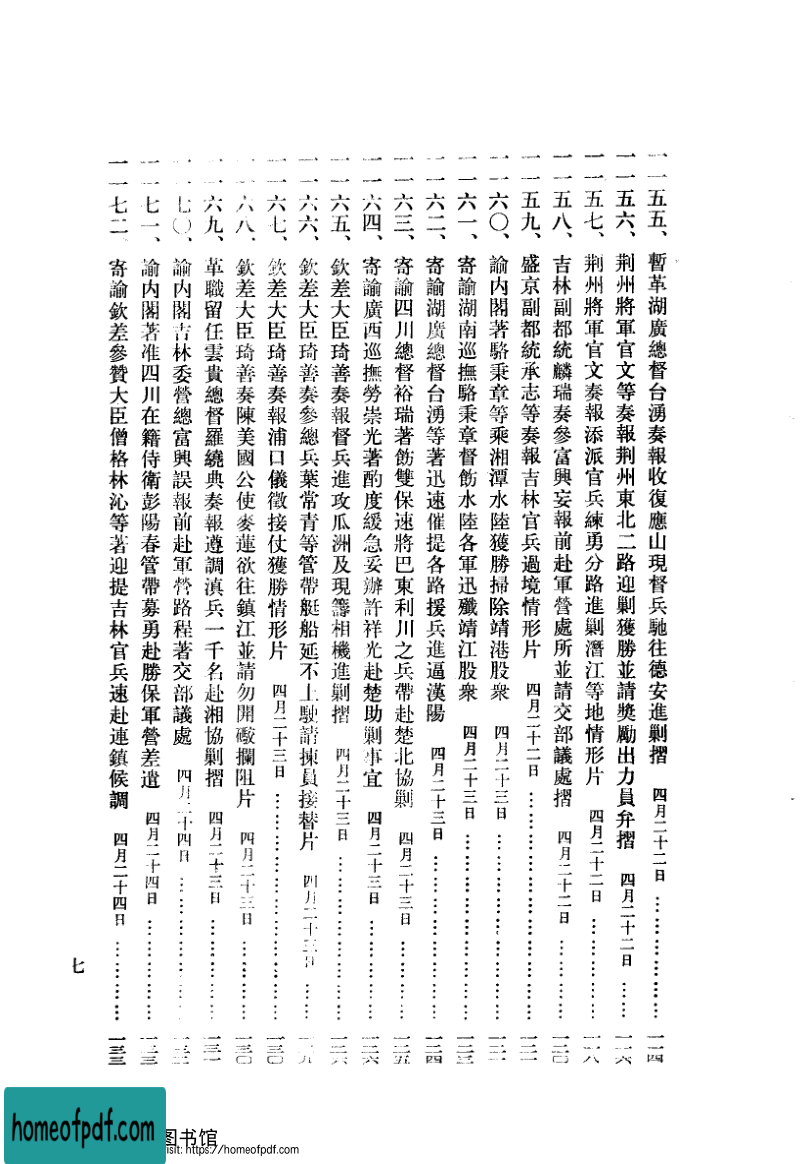 一一五五、暫革湖廣總督台湧奏報收復應山現督兵馳往德安進剿摺 四月二十二日 ……………… 一一四
一一五六、荆州將軍官文等奏報荆州東北二路迎剿獲勝並請獎勵出力員弁摺 四月二十二日 …… 一一六
一一五七、荆州將軍官文奏報添派官兵練勇分路進剿潛江等地情形片 四月二十二日 ………… 一一八
一一五八、吉林副都統麟瑞奏參富興妄報前赴軍營處所並請交部議處摺 四月二十二日 ………… 一二〇
一一五九、盛京副都統承志等奏報吉林官兵過境情形片 四月二十二日 ……………………… 一二一
一一六〇、諭内閣著駱秉章等乘湘潭水陸獲勝掃除靖港股衆 四月二十三日 ………………… 一二一
一一六一、寄諭湖南巡撫駱秉章督飭水陸各軍迅殲靖江股衆 四月二十三日 ………………… 一二三
一一六二、寄諭湖廣總督台湧等著迅速催提各路援兵進逼漢陽 四月二十三日 ……………… 一二四
一一六三、寄諭四川總督裕瑞著飭雙保速將巴東利川之兵帶赴楚北協剿 四月二十三日 ……… 一二五
一一六四、寄諭廣西巡撫勞崇光著酌度緩急妥辦許祥光赴楚助剿事宜 四月二十三日 ………… 一二六
一一六五、欽差大臣琦善奏報督兵進攻瓜洲及現籌相機進剿摺 四月二十三日 ……………… 一二六
一一六六、欽差大臣琦善奏參總兵葉常青等管帶艇船延不上駛請揀員接替片 四月二十三日 …… 一二九
一一六七、欽差大臣琦善奏報浦口儀徵接仗獲勝情形片 四月二十三日 ……………………… 一三〇
一一六八、欽差大臣琦善奏陳美國公使麥蓮欲往鎮江並請勿開礮攔阻片 四月二十三日 ……… 一三〇
一一六九、革職留任雲貴總督羅繞典奏報遵調滇兵一千名赴湘協剿摺 四月二十三日 ………… 一三一
一一七〇、諭内閣吉林委營總富興誤報前赴軍營路程著交部議處 四月二十四日 …………… 一三二
一一七一、諭内閣著准四川在籍侍衛彭陽春管帶募勇赴勝保軍營差遣 四月二十四日 ………… 一三三
一一七二、寄諭欽差參贊大臣僧格林沁等著迎提吉林官兵速赴連鎮候調 四月二十四日 ……… 一三三
七
homeofpdf.com
图书馆
visit: https://homeofpdf.com